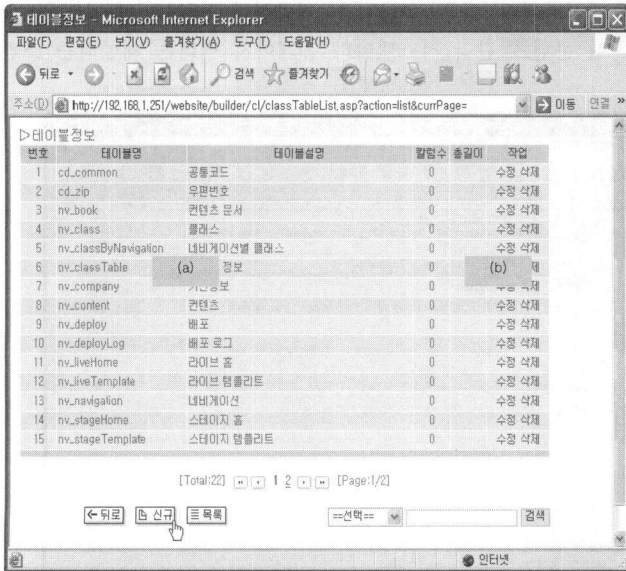 테이블정보 - Microsoft Internet Explorer
파일(F) 편집(E) 보기(V) 즐겨찾기(A) 도구(T) 도움말(H)
뒤로 검색 즐겨찾기
주소(D) http://192,168,1,251/website/builder/cl/classTableList,asp?action=list&currPage= 이동 연결 »
▷테이블정보
번호 테이블명 테이블설명 컬럼수 총길이 작업
1 cd_common 공통코드 0 수정 삭제
2 cd_zip 우편번호 0 수정 삭제
3 nv_book 컨텐츠 문서 0 수정 삭제
4 nv_class 클래스 0 수정 삭제
5 nv_classByNavigation 네비게이션별 클래스 0 수정 삭제
6 nv_classTable (a) 정보 0 (b)
7 nv_company 0 삭제
8 nv_content 컨텐츠 0 수정 삭제
9 nv_deploy 배포 0 수정 삭제
10 nv_deployLog 배포 로그 0 수정 삭제
11 nv_liveHome 라이브 홈 0 수정 삭제
12 nv_liveTemplate 라이브 템플리트 0 수정 삭제
13 nv_navigation 네비게이션 0 수정 삭제
14 nv_stageHome 스테이지 홈 0 수정 삭제
15 nv_stageTemplate 스테이지 템플리트 0 수정 삭제
[Total:22] 1 2 [Page:1/2]
뒤로 신규 목록 ==선택== 검색
인터넷